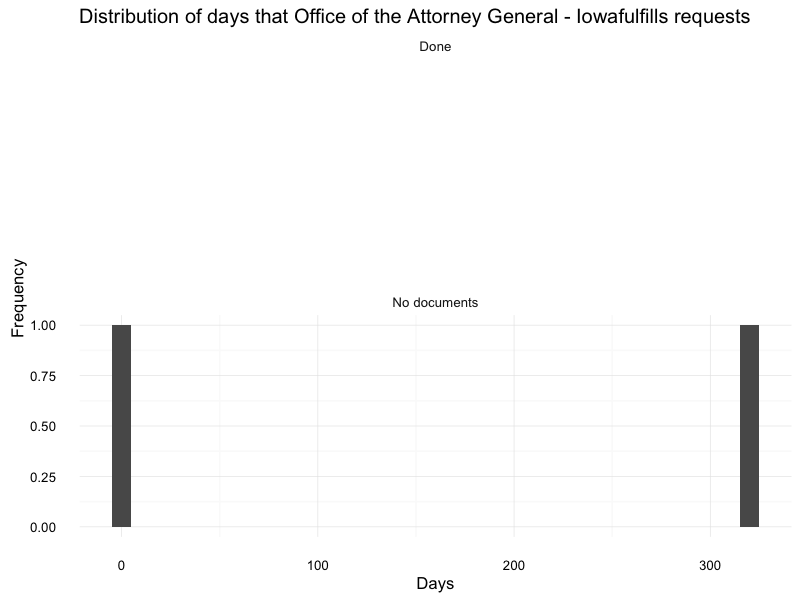 Distribution of days that Office of the Attorney General - Iowafulfills requests
Done
No documents
Frequency
1.00
0.75
0.50
0.25
0.00
0 100 200 300
Days